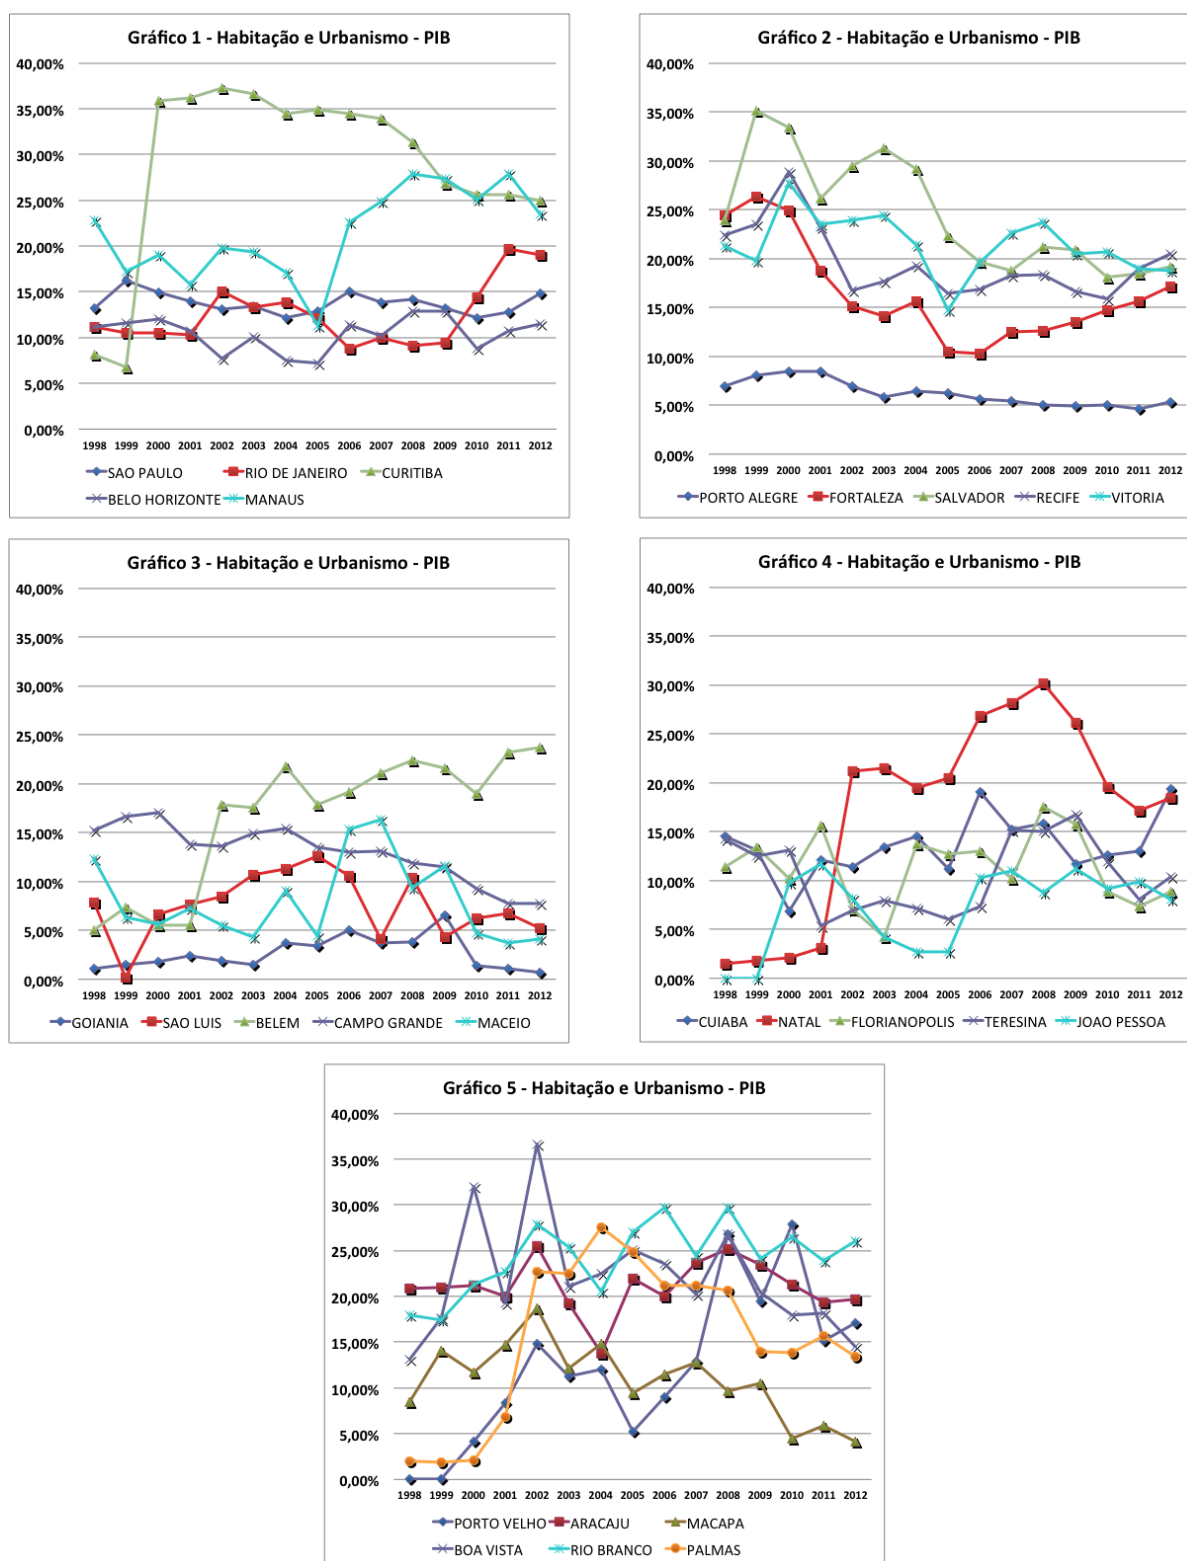 Gráfico 1 - Habitação e Urbanismo - PIB
40,00%
35,00%
30,00%
25,00%
20,00%
15,00%
10,00%
5,00%
0,00%
1998 1999 2000 2001 2002 2003 2004 2005 2006 2007 2008 2009 2010 2011 2012
SAO PAULO RIO DE JANEIRO CURITIBA
BELO HORIZONTE MANAUS
Gráfico 2 - Habitação e Urbanismo - PIB
40,00%
35,00%
30,00%
25,00%
20,00%
15,00%
10,00%
5,00%
0,00%
1998 1999 2000 2001 2002 2003 2004 2005 2006 2007 2008 2009 2010 2011 2012
PORTO ALEGRE FORTALEZA SALVADOR RECIFE VITORIA
Gráfico 3 - Habitação e Urbanismo - PIB
40,00%
35,00%
30,00%
25,00%
20,00%
15,00%
10,00%
5,00%
0,00%
1998 1999 2000 2001 2002 2003 2004 2005 2006 2007 2008 2009 2010 2011 2012
GOIANIA SAO LUIS BELEM CAMPO GRANDE MACEIO
Gráfico 4 - Habitação e Urbanismo - PIB
40,00%
35,00%
30,00%
25,00%
20,00%
15,00%
10,00%
5,00%
0,00%
1998 1999 2000 2001 2002 2003 2004 2005 2006 2007 2008 2009 2010 2011 2012
CUIABA NATAL FLORIANOPOLIS TERESINA JOAO PESSOA
Gráfico 5 - Habitação e Urbanismo - PIB
40,00%
35,00%
30,00%
25,00%
20,00%
15,00%
10,00%
5,00%
0,00%
1998 1999 2000 2001 2002 2003 2004 2005 2006 2007 2008 2009 2010 2011 2012
PORTO VELHO ARACAJU MACAPA
BOA VISTA RIO BRANCO PALMAS